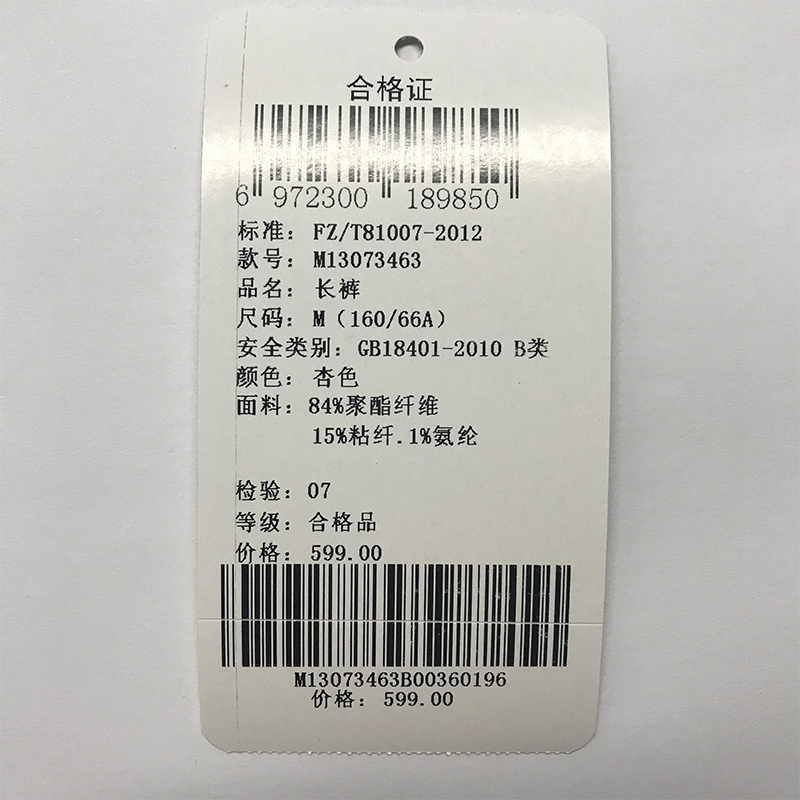 合格证
6 972300 189850
标准：FZ/T81007-2012
款号：M13073463
品名：长裤
尺码：M（160/66A）
安全类别：GB18401-2010 B类
颜色：杏色
面料：84%聚酯纤维
15%粘纤.1%氨纶
检验：07
等级：合格品
价格：599.00
M13073463B00360196
价格：599.00